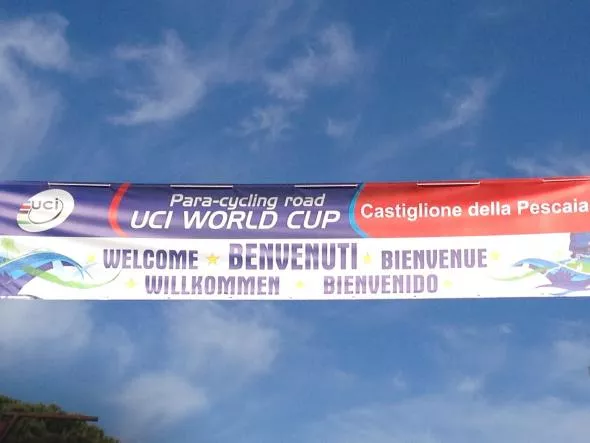 uci
Para-cycling road
UCI WORLD CUP
Castiglione della Pescaia
WELCOME BENVENUTI BIENVENUE
WILLKOMMEN BIENVENIDO